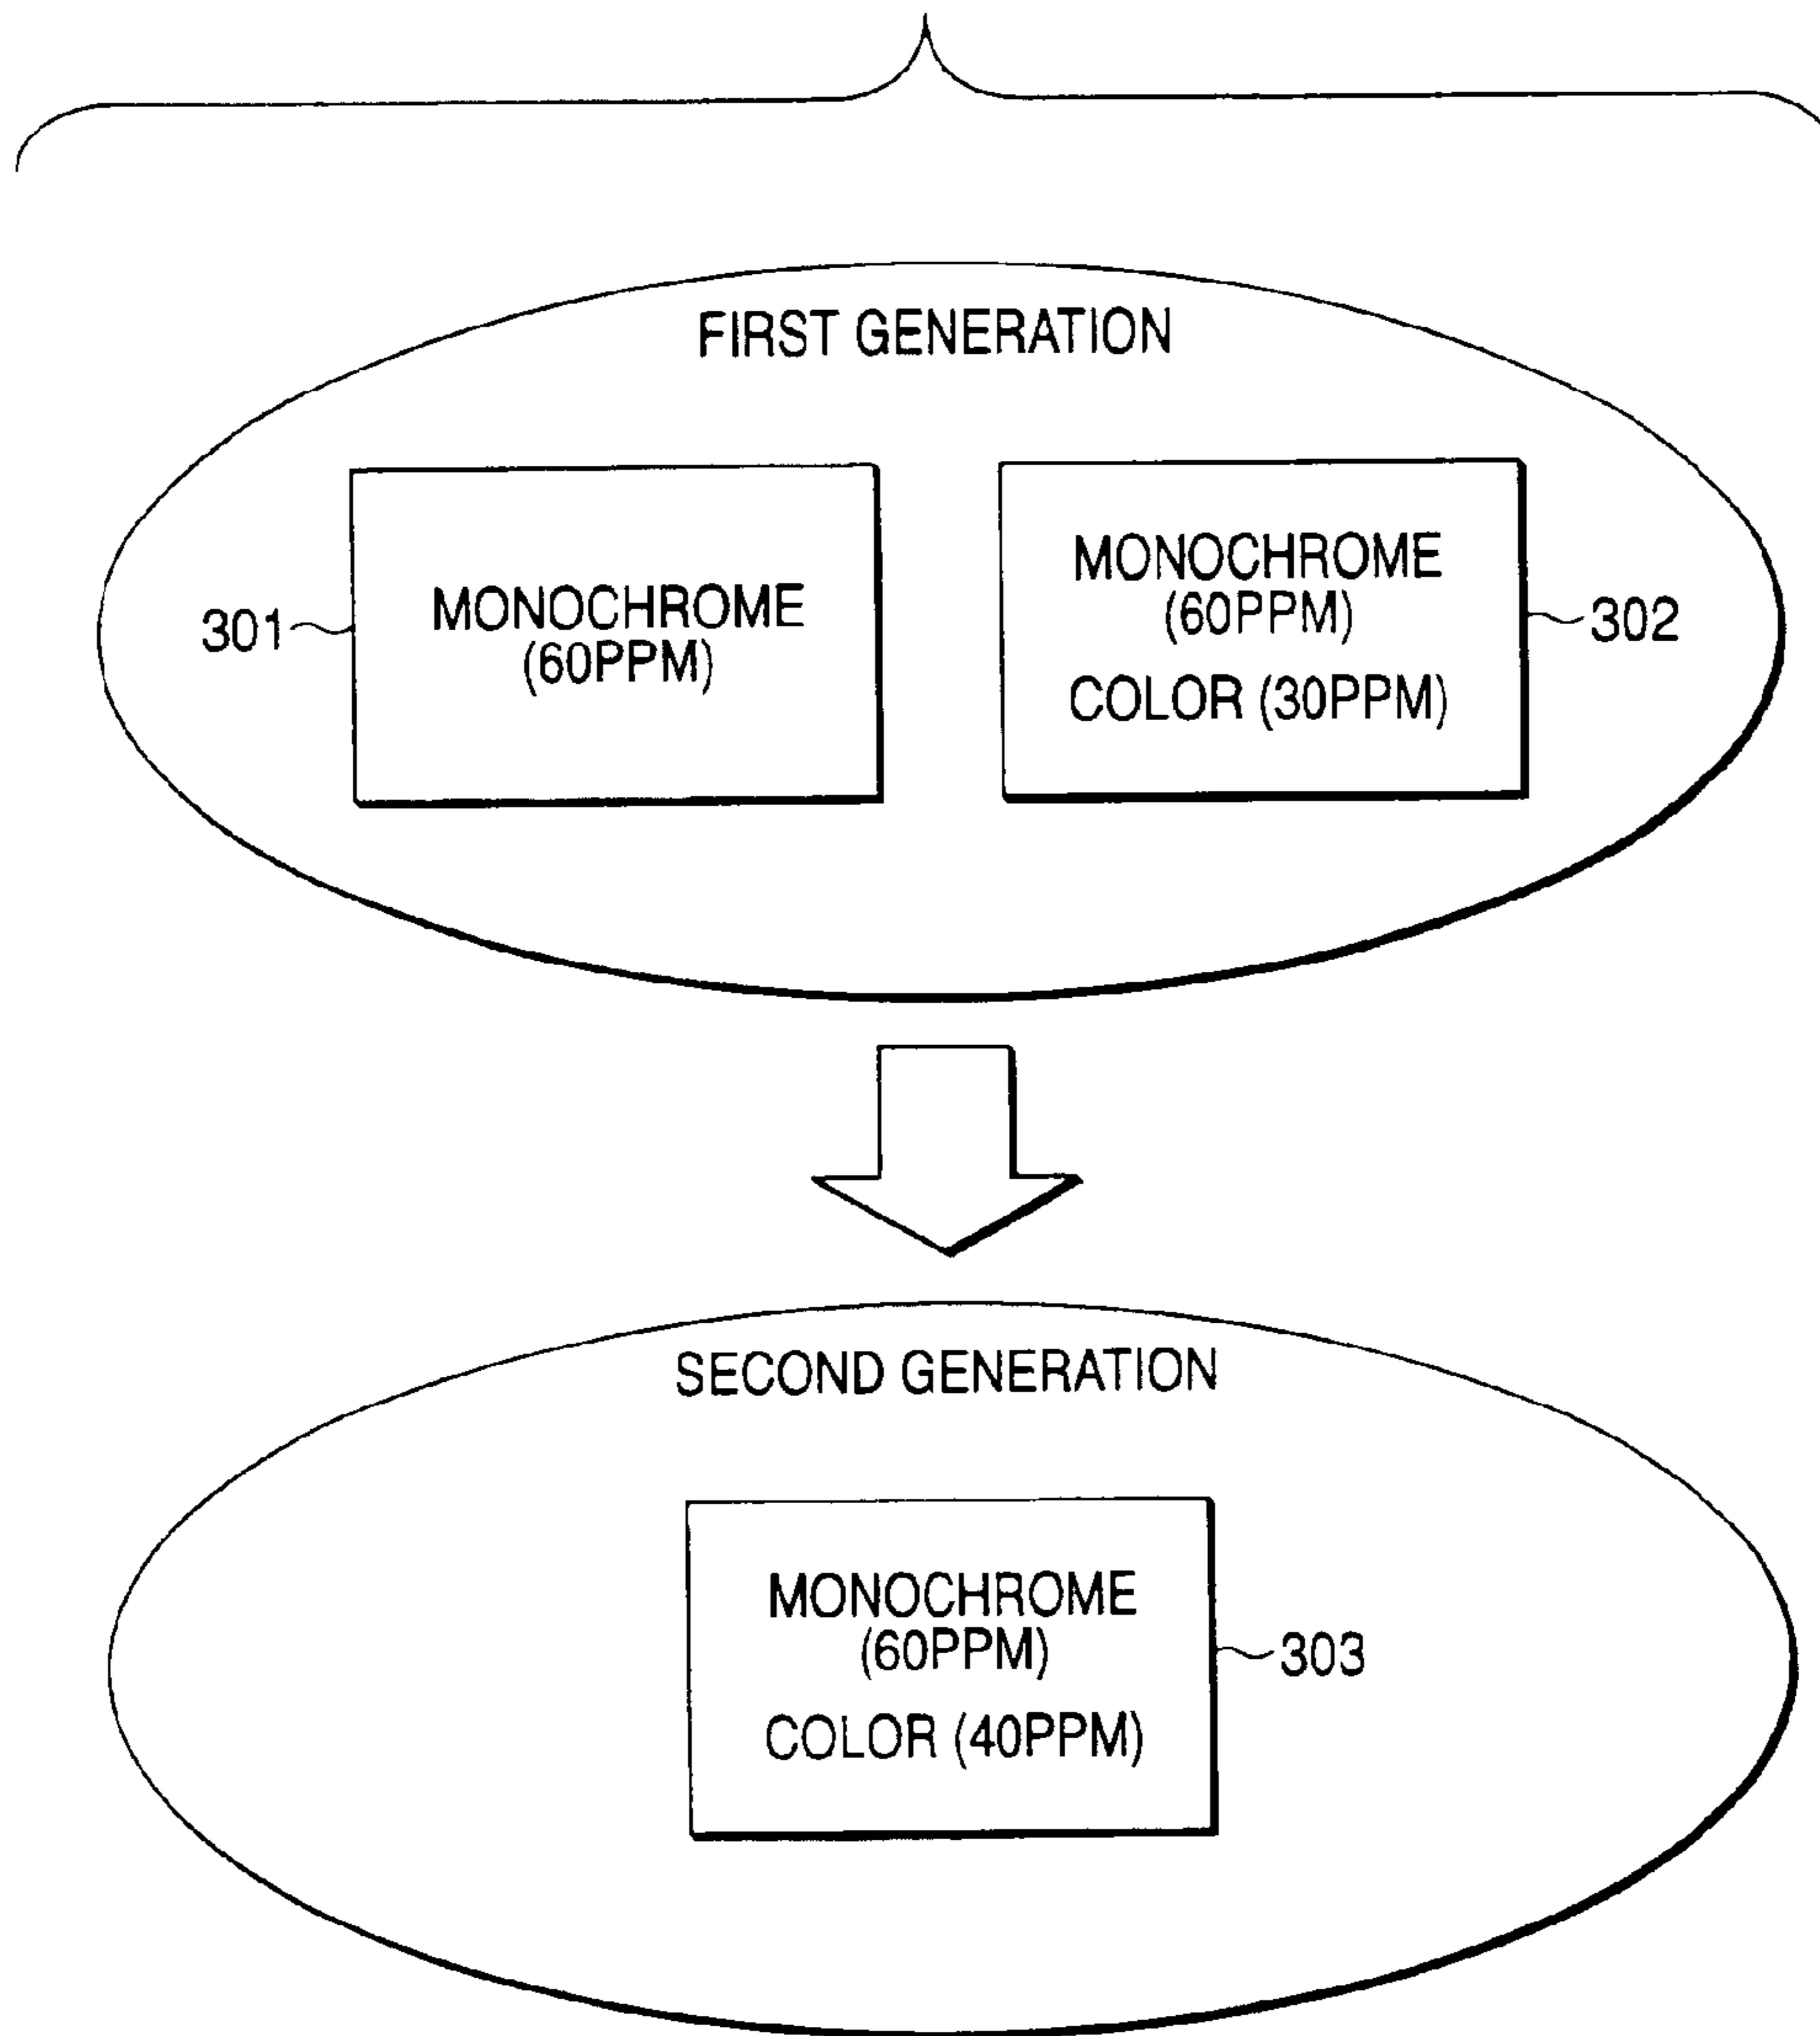 FIRST GENERATION
301
MONOCHROME
(60PPM)
MONOCHROME
(60PPM)
COLOR (30PPM)
302
SECOND GENERATION
MONOCHROME
(60PPM)
COLOR (40PPM)
303